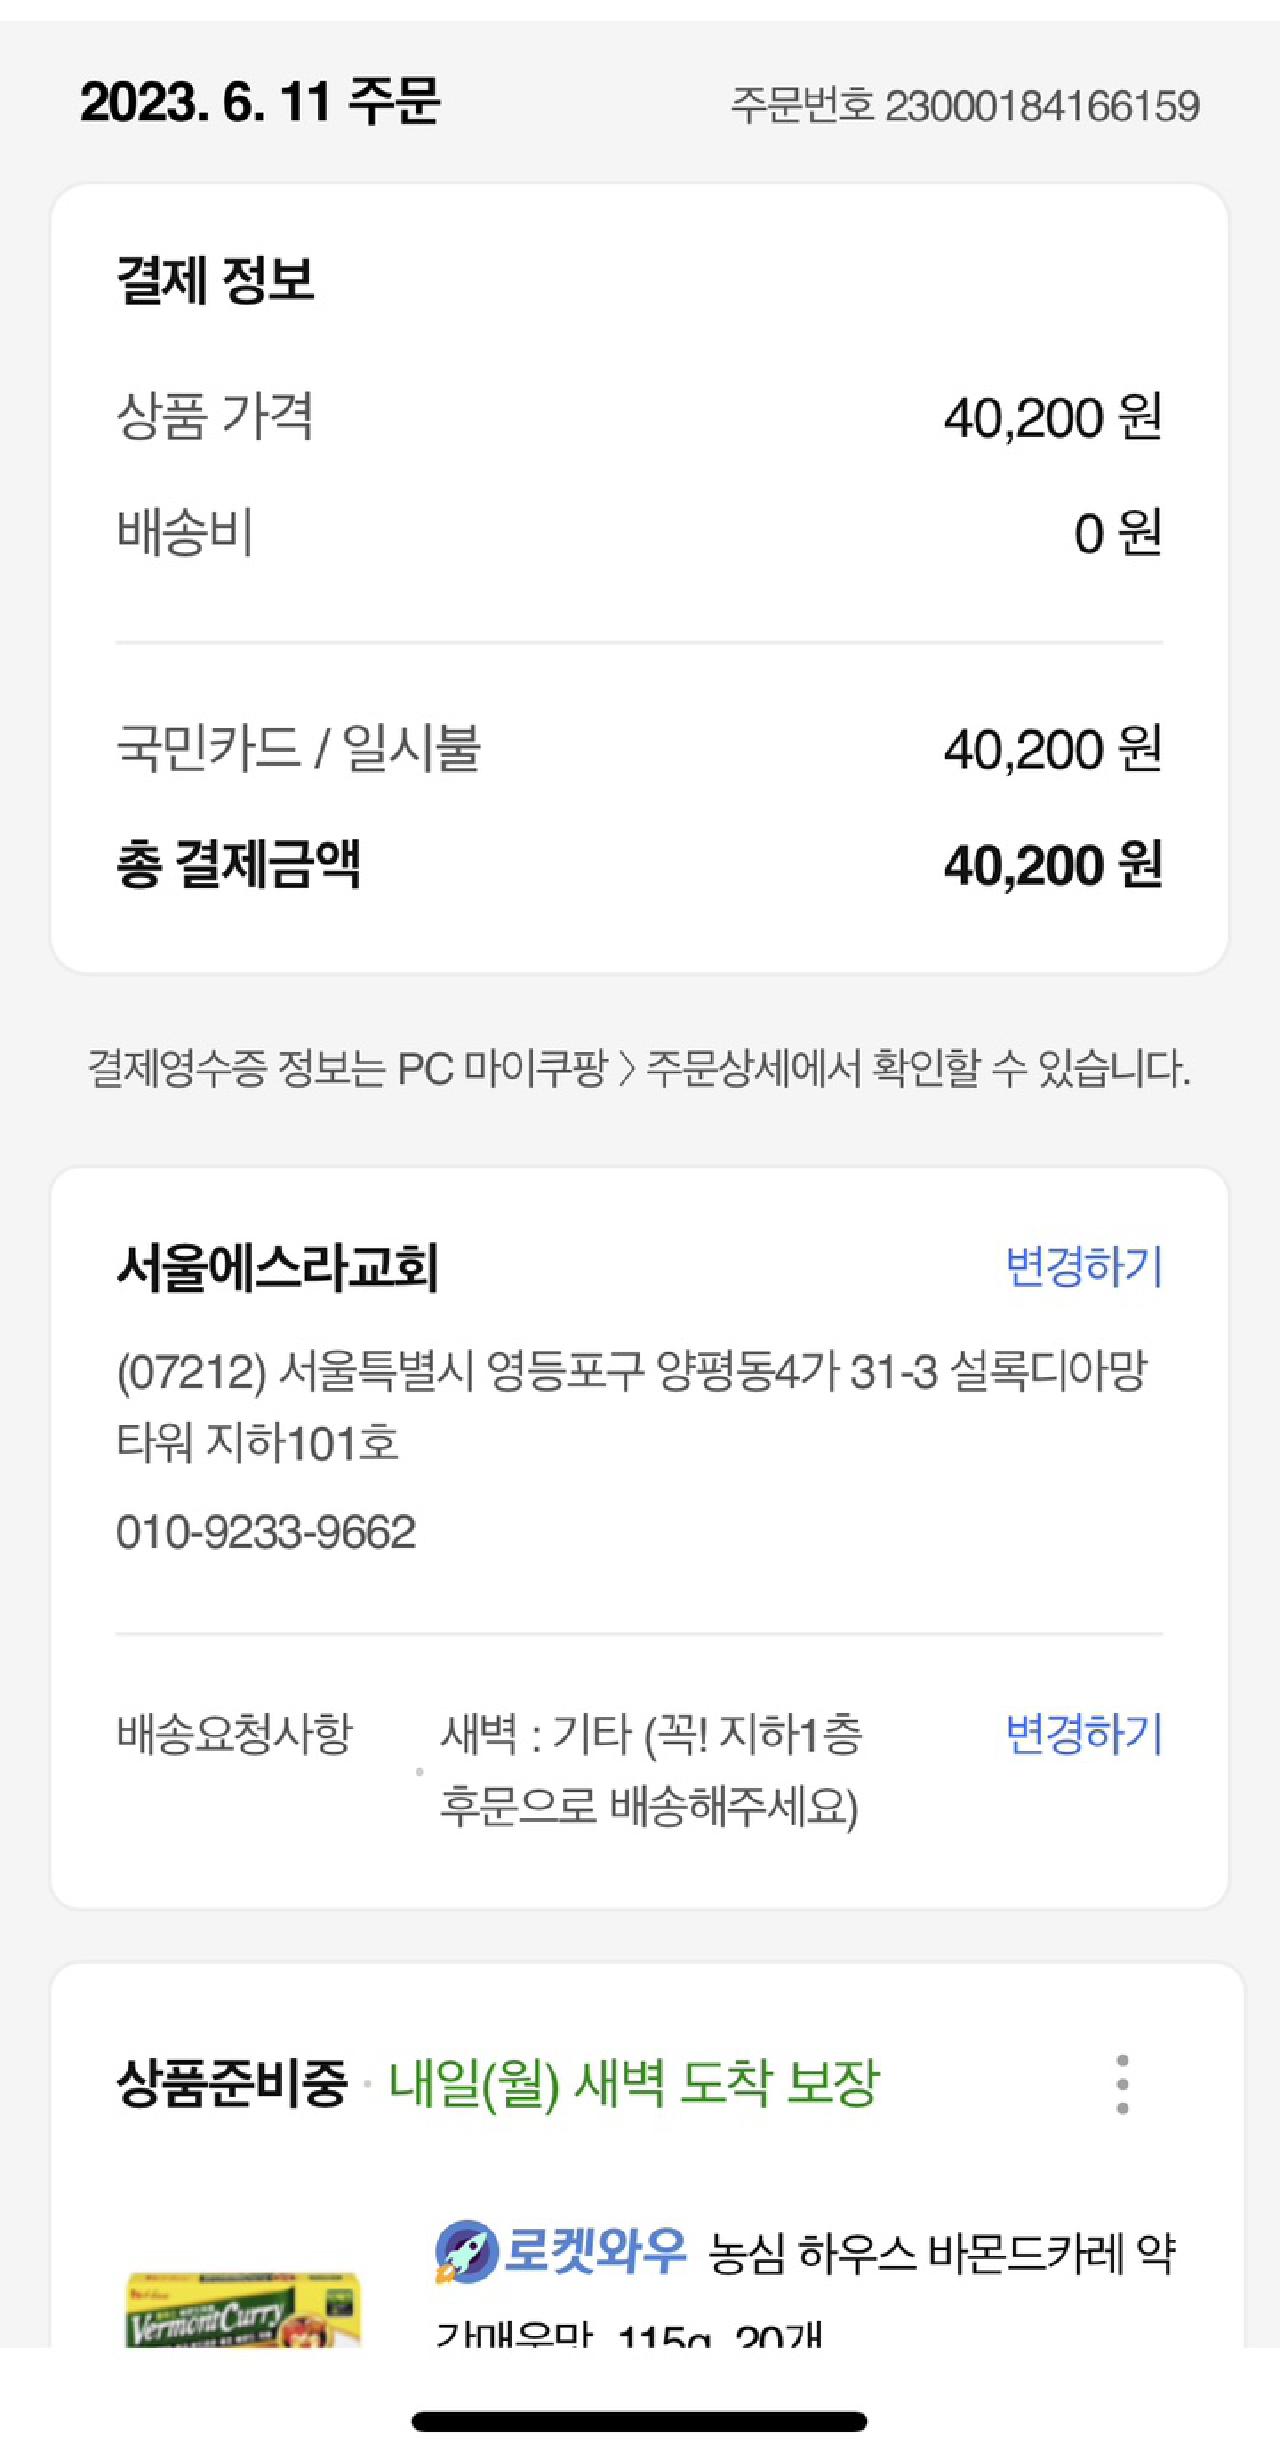 2023. 6. 11 주문
주문번호 23000184166159
결제 정보
상품 가격 40,200 원
배송비 0 원
국민카드 / 일시불 40,200 원
총 결제금액 40,200 원
결제영수증 정보는 PC 마이쿠팡 > 주문상세에서 확인할 수 있습니다.
서울에스라교회 변경하기
(07212) 서울특별시 영등포구 양평동4가 31-3 설록디아망
타워 지하101호
010-9233-9662
배송요청사항 새벽 : 기타 (꼭! 지하1층 변경하기
후문으로 배송해주세요)
상품준비중 · 내일(월) 새벽 도착 보장
로켓와우 농심 하우스 바몬드카레 약
간매운맛, 115g, 20개
Vermont Curry